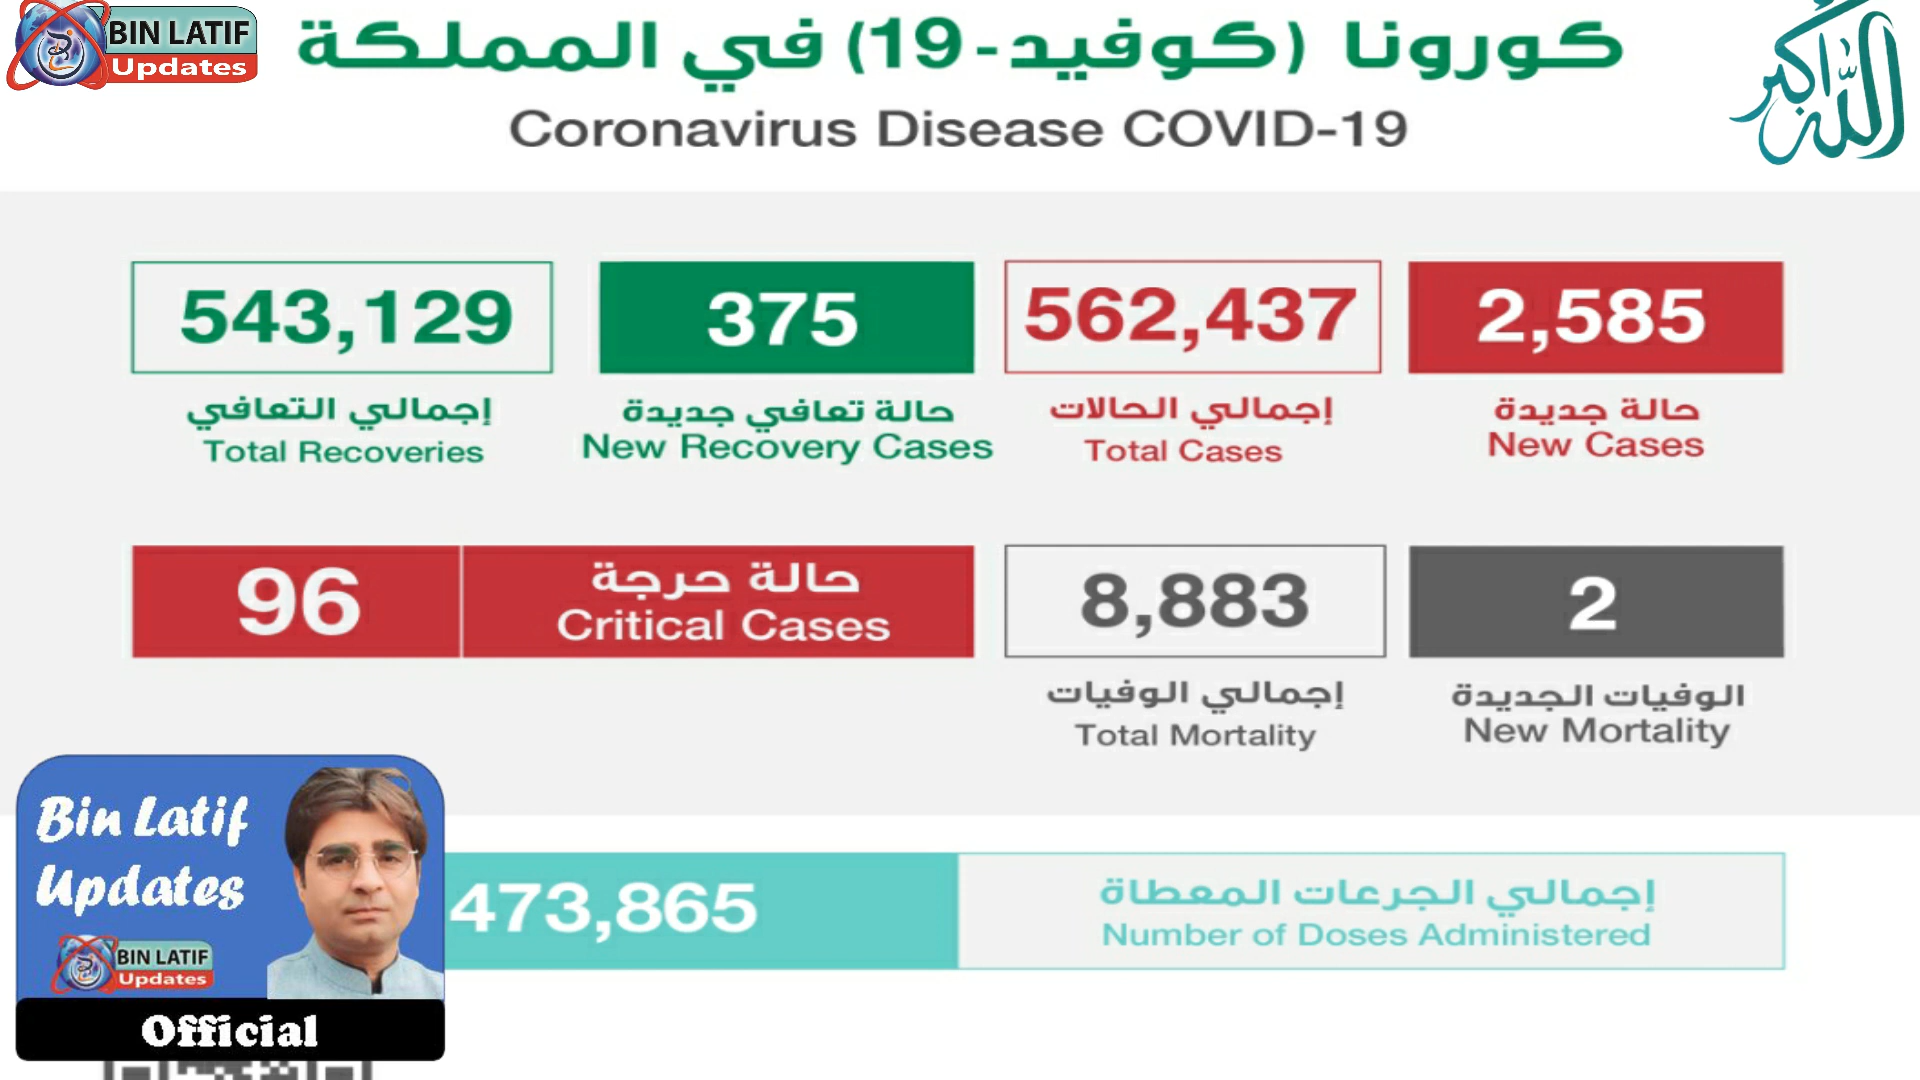 BIN LATIF
Updates
كورونا (كوفيد-19) في المملكة
Coronavirus Disease COVID-19
الله أكبر
543,129
إجمالي التعافي
Total Recoveries
375
حالة تعافي جديدة
New Recovery Cases
562,437
إجمالي الحالات
Total Cases
2,585
حالة جديدة
New Cases
96
حالة حرجة
Critical Cases
8,883
إجمالي الوفيات
Total Mortality
2
الوفيات الجديدة
New Mortality
Bin Latif
Updates
BIN LATIF
Updates
Official
473,865
إجمالي الجرعات المعطاة
Number of Doses Administered